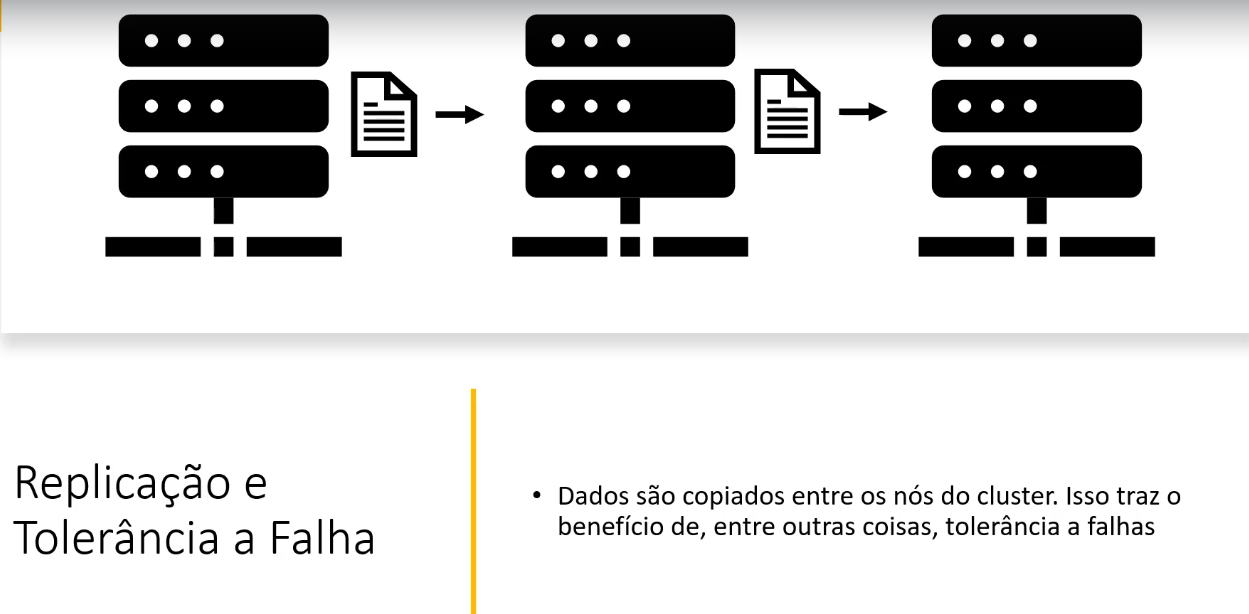 Replicação e
Tolerância a Falha
• Dados são copiados entre os nós do cluster. Isso traz o
benefício de, entre outras coisas, tolerância a falhas